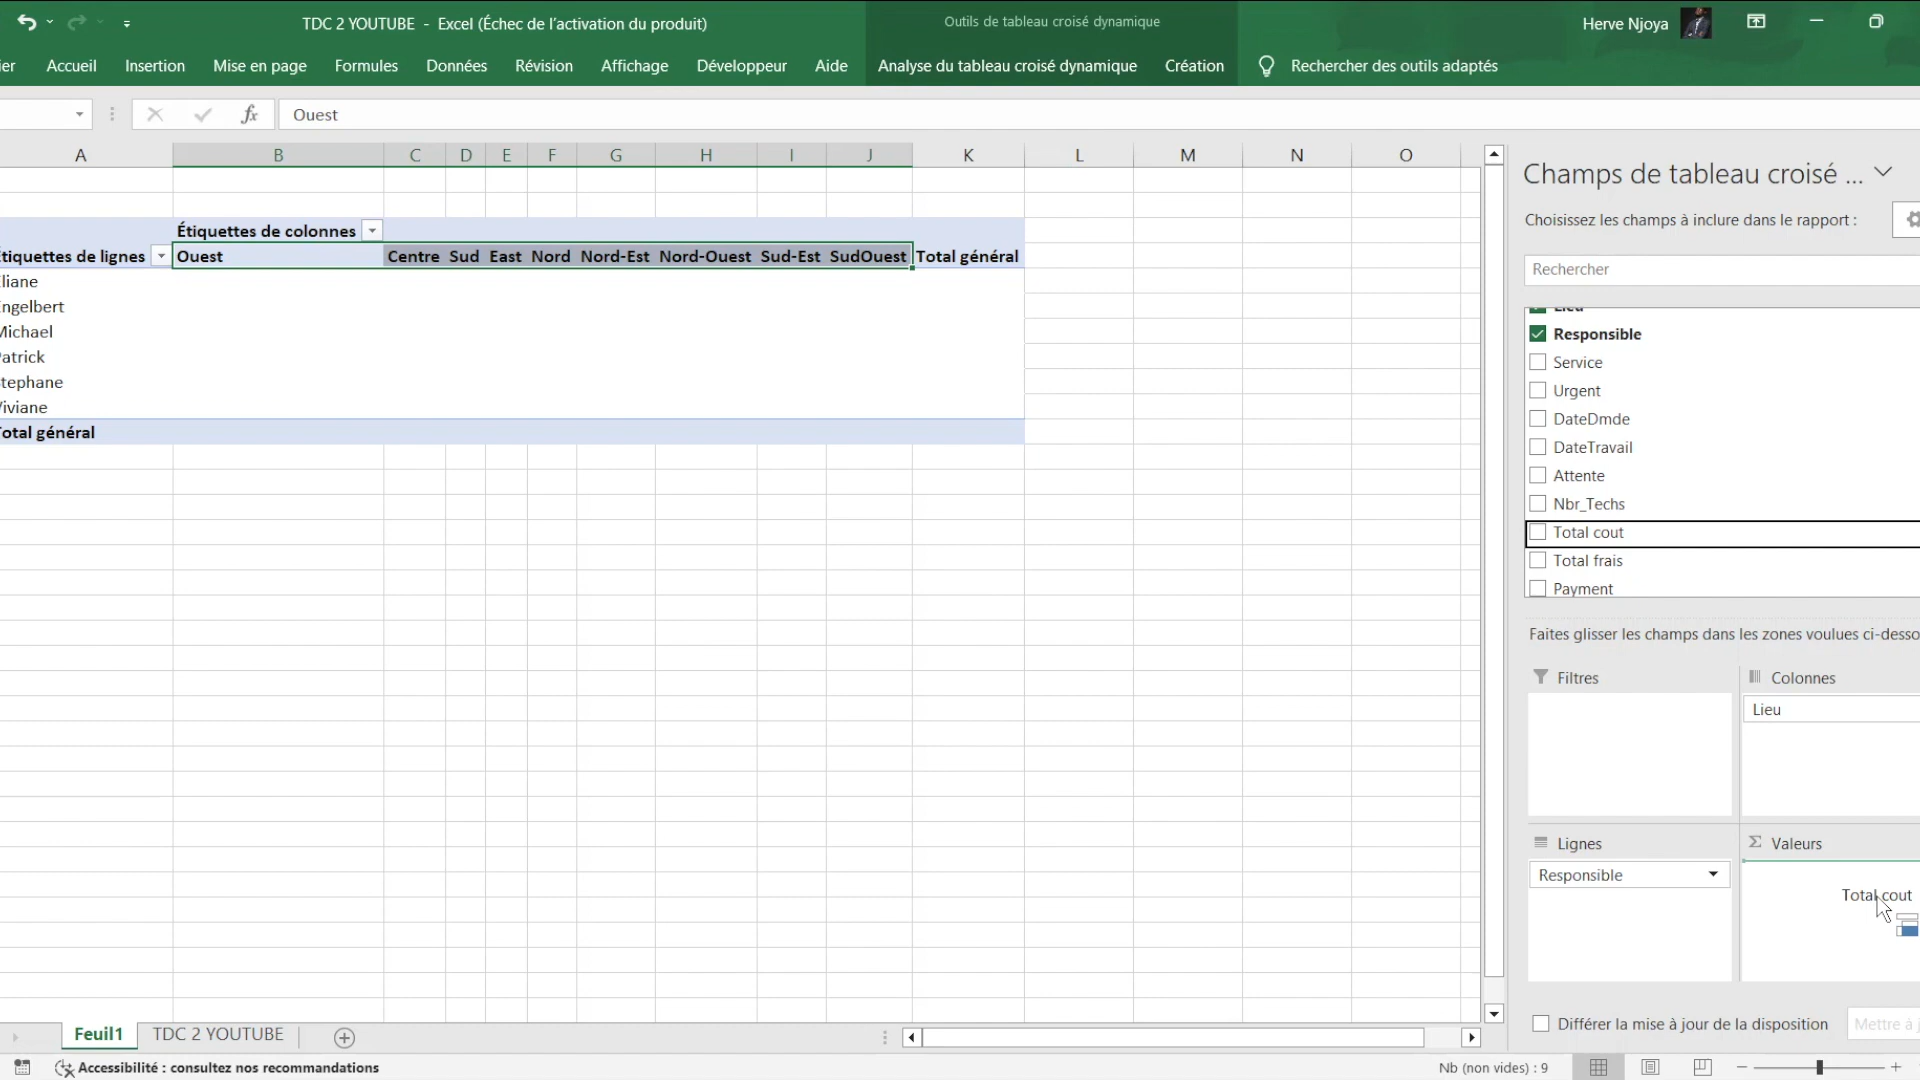 TDC 2 YOUTUBE - Excel (Échec de l'activation du produit)
Outils de tableau croisé dynamique
Herve Njoya
ier Accueil Insertion Mise en page Formules Données Révision Affichage Développeur Aide Analyse du tableau croisé dynamique Création Rechercher des outils adaptés
fx Ouest
A B C D E F G H I J K L M N O
Étiquettes de colonnes
tiquettes de lignes Ouest Centre Sud East Nord Nord-Est Nord-Ouest Sud-Est SudOuest Total général
liane
ngelbert
Michael
atrick
tephane
Viviane
Total général
Champs de tableau croisé ...
Choisissez les champs à inclure dans le rapport :
Rechercher
Lieu
Responsible
Service
Urgent
DateDmde
DateTravail
Attente
Nbr_Techs
Total cout
Total frais
Payment
Faites glisser les champs dans les zones voulues ci-desso
Filtres
Colonnes
Lieu
Lignes
Σ Valeurs
Responsible
Total cout
Différer la mise à jour de la disposition
Mettre à j
Feuil1 TDC 2 YOUTUBE
Accessibilité : consultez nos recommandations
Nb (non vides) : 9